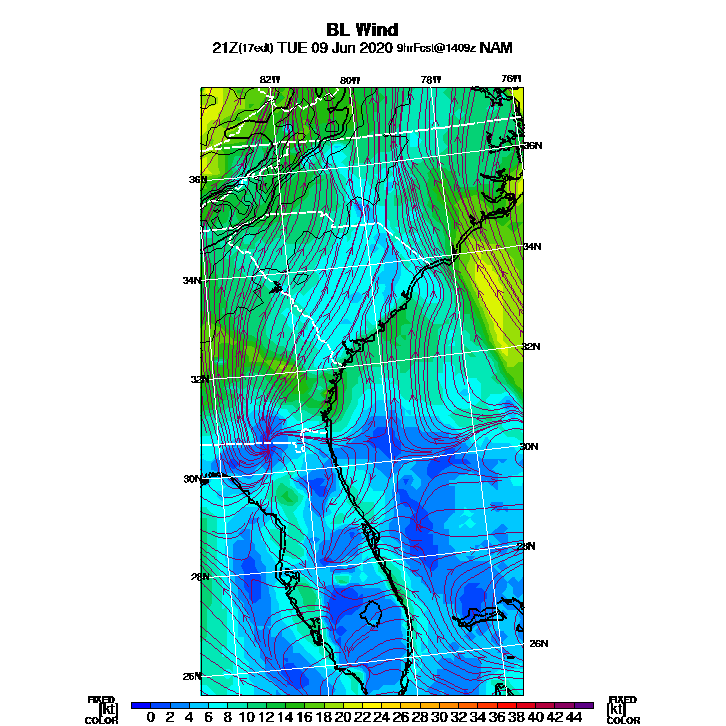 BL Wind
21Z(17edt) TUE 09 Jun 2020 9hrFcst@1409z NAM
82W 80W 78W 76W
36N
36N
34N
34N
32N
32N
30N
30N
28N
28N
26N
26N
FIXED FIXED
[kt] 0 2 4 6 8 10 12 14 16 18 20 22 24 26 28 30 32 34 36 38 40 42 44 [kt]
COLOR COLOR